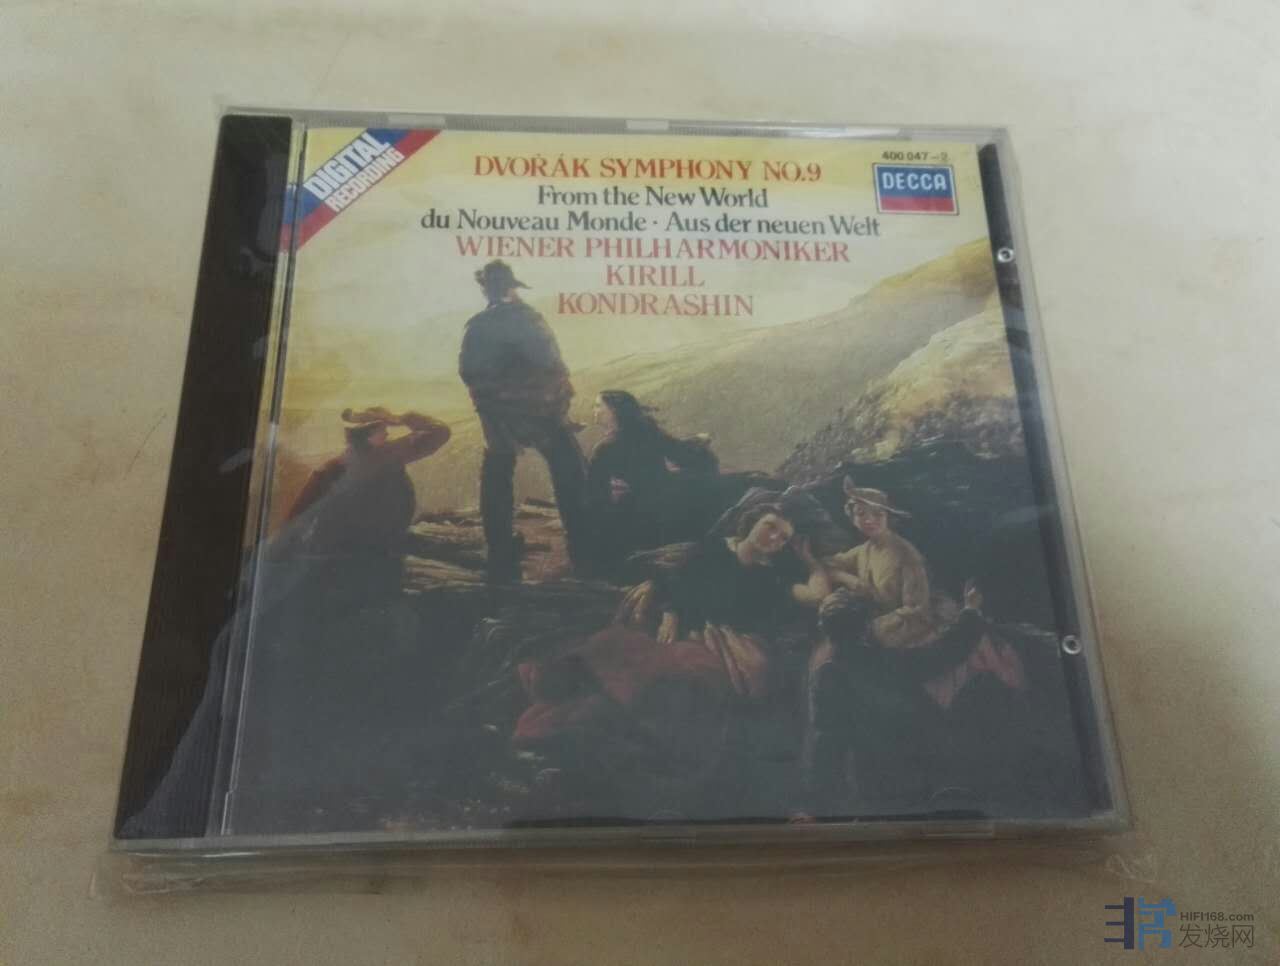 DIGITAL
RECORDING
400 047-2
DECCA
DVOŘÁK SYMPHONY NO.9
From the New World
du Nouveau Monde · Aus der neuen Welt
WIENER PHILHARMONIKER
KIRILL
KONDRASHIN
HIFI168.com
发烧网